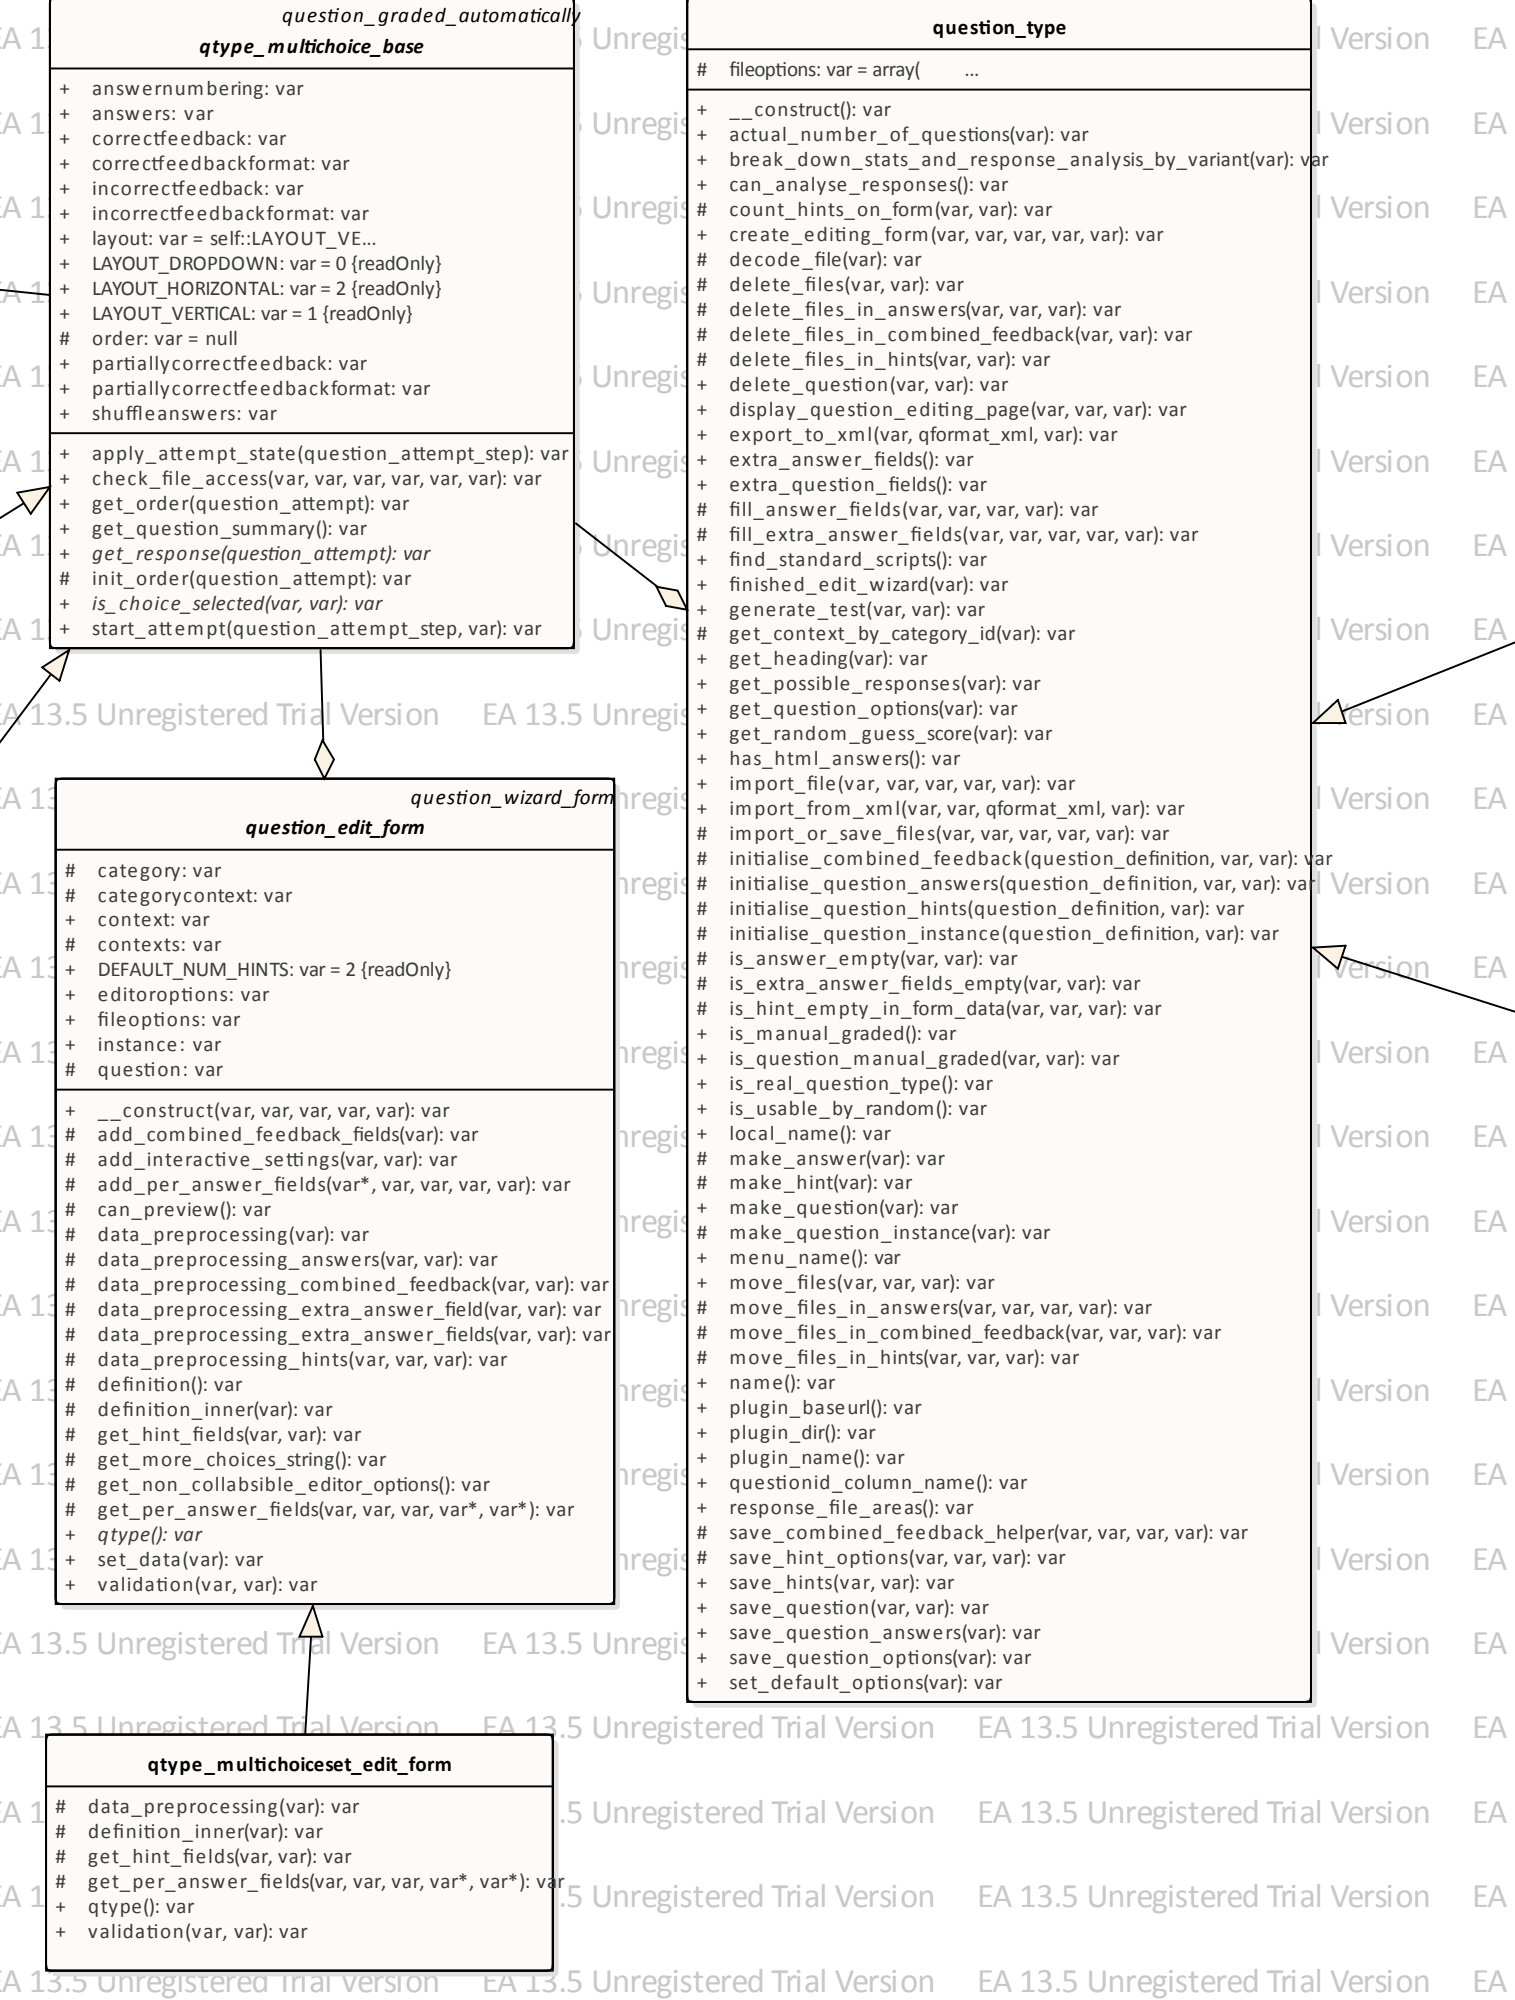 question_graded_automatically
qtype_multichoice_base
+ answernumbering: var
+ answers: var
+ correctfeedback: var
+ correctfeedbackformat: var
+ incorrectfeedback: var
+ incorrectfeedbackformat: var
+ layout: var = self::LAYOUT_VE...
+ LAYOUT_DROPDOWN: var = 0 {readOnly}
+ LAYOUT_HORIZONTAL: var = 2 {readOnly}
+ LAYOUT_VERTICAL: var = 1 {readOnly}
# order: var = null
+ partiallycorrectfeedback: var
+ partiallycorrectfeedbackformat: var
+ shuffleanswers: var
+ apply_attempt_state(question_attempt_step): var
+ check_file_access(var, var, var, var, var, var): var
+ get_order(question_attempt): var
+ get_question_summary(): var
+ get_response(question_attempt): var
# init_order(question_attempt): var
+ is_choice_selected(var, var): var
+ start_attempt(question_attempt_step, var): var
question_wizard_form
question_edit_form
# category: var
# categorycontext: var
+ context: var
# contexts: var
+ DEFAULT_NUM_HINTS: var = 2 {readOnly}
+ editoroptions: var
+ fileoptions: var
+ instance: var
# question: var
+ __construct(var, var, var, var, var): var
# add_combined_feedback_fields(var): var
# add_interactive_settings(var, var): var
# add_per_answer_fields(var*, var, var, var, var): var
# can_preview(): var
# data_preprocessing(var): var
# data_preprocessing_answers(var, var): var
# data_preprocessing_combined_feedback(var, var): var
# data_preprocessing_extra_answer_field(var, var): var
# data_preprocessing_extra_answer_fields(var, var): var
# data_preprocessing_hints(var, var, var): var
# definition(): var
# definition_inner(var): var
# get_hint_fields(var, var): var
# get_more_choices_string(): var
# get_non_collabsible_editor_options(): var
# get_per_answer_fields(var, var, var, var*, var*): var
+ qtype(): var
+ set_data(var): var
+ validation(var, var): var
qtype_multichoiceset_edit_form
# data_preprocessing(var): var
# definition_inner(var): var
# get_hint_fields(var, var): var
# get_per_answer_fields(var, var, var, var*, var*): var
+ qtype(): var
+ validation(var, var): var
question_type
# fileoptions: var = array( ...
+ __construct(): var
+ actual_number_of_questions(var): var
+ break_down_stats_and_response_analysis_by_variant(var): var
+ can_analyse_responses(): var
# count_hints_on_form(var, var): var
+ create_editing_form(var, var, var, var, var): var
# decode_file(var): var
+ delete_files(var, var): var
# delete_files_in_answers(var, var, var): var
# delete_files_in_combined_feedback(var, var): var
# delete_files_in_hints(var, var): var
+ delete_question(var, var): var
+ display_question_editing_page(var, var, var): var
+ export_to_xml(var, qformat_xml, var): var
+ extra_answer_fields(): var
+ extra_question_fields(): var
# fill_answer_fields(var, var, var, var): var
# fill_extra_answer_fields(var, var, var, var, var): var
+ find_standard_scripts(): var
+ finished_edit_wizard(var): var
+ generate_test(var, var): var
# get_context_by_category_id(var): var
+ get_heading(var): var
+ get_possible_responses(var): var
+ get_question_options(var): var
+ get_random_guess_score(var): var
+ has_html_answers(): var
+ import_file(var, var, var, var, var): var
+ import_from_xml(var, var, qformat_xml, var): var
# import_or_save_files(var, var, var, var, var): var
# initialise_combined_feedback(question_definition, var, var): var
# initialise_question_answers(question_definition, var, var): var
# initialise_question_hints(question_definition, var): var
# initialise_question_instance(question_definition, var): var
# is_answer_empty(var, var): var
# is_extra_answer_fields_empty(var, var): var
# is_hint_empty_in_form_data(var, var, var): var
+ is_manual_graded(): var
+ is_question_manual_graded(var, var): var
+ is_real_question_type(): var
+ is_usable_by_random(): var
+ local_name(): var
# make_answer(var): var
# make_hint(var): var
+ make_question(var): var
# make_question_instance(var): var
+ menu_name(): var
+ move_files(var, var, var): var
# move_files_in_answers(var, var, var, var): var
# move_files_in_combined_feedback(var, var, var): var
# move_files_in_hints(var, var, var): var
+ name(): var
+ plugin_baseurl(): var
+ plugin_dir(): var
+ plugin_name(): var
+ questionid_column_name(): var
+ response_file_areas(): var
# save_combined_feedback_helper(var, var, var, var): var
# save_hint_options(var, var, var): var
+ save_hints(var, var): var
+ save_question(var, var): var
+ save_question_answers(var): var
+ save_question_options(var): var
+ set_default_options(var): var
EA 13.5 Unregistered Trial Version